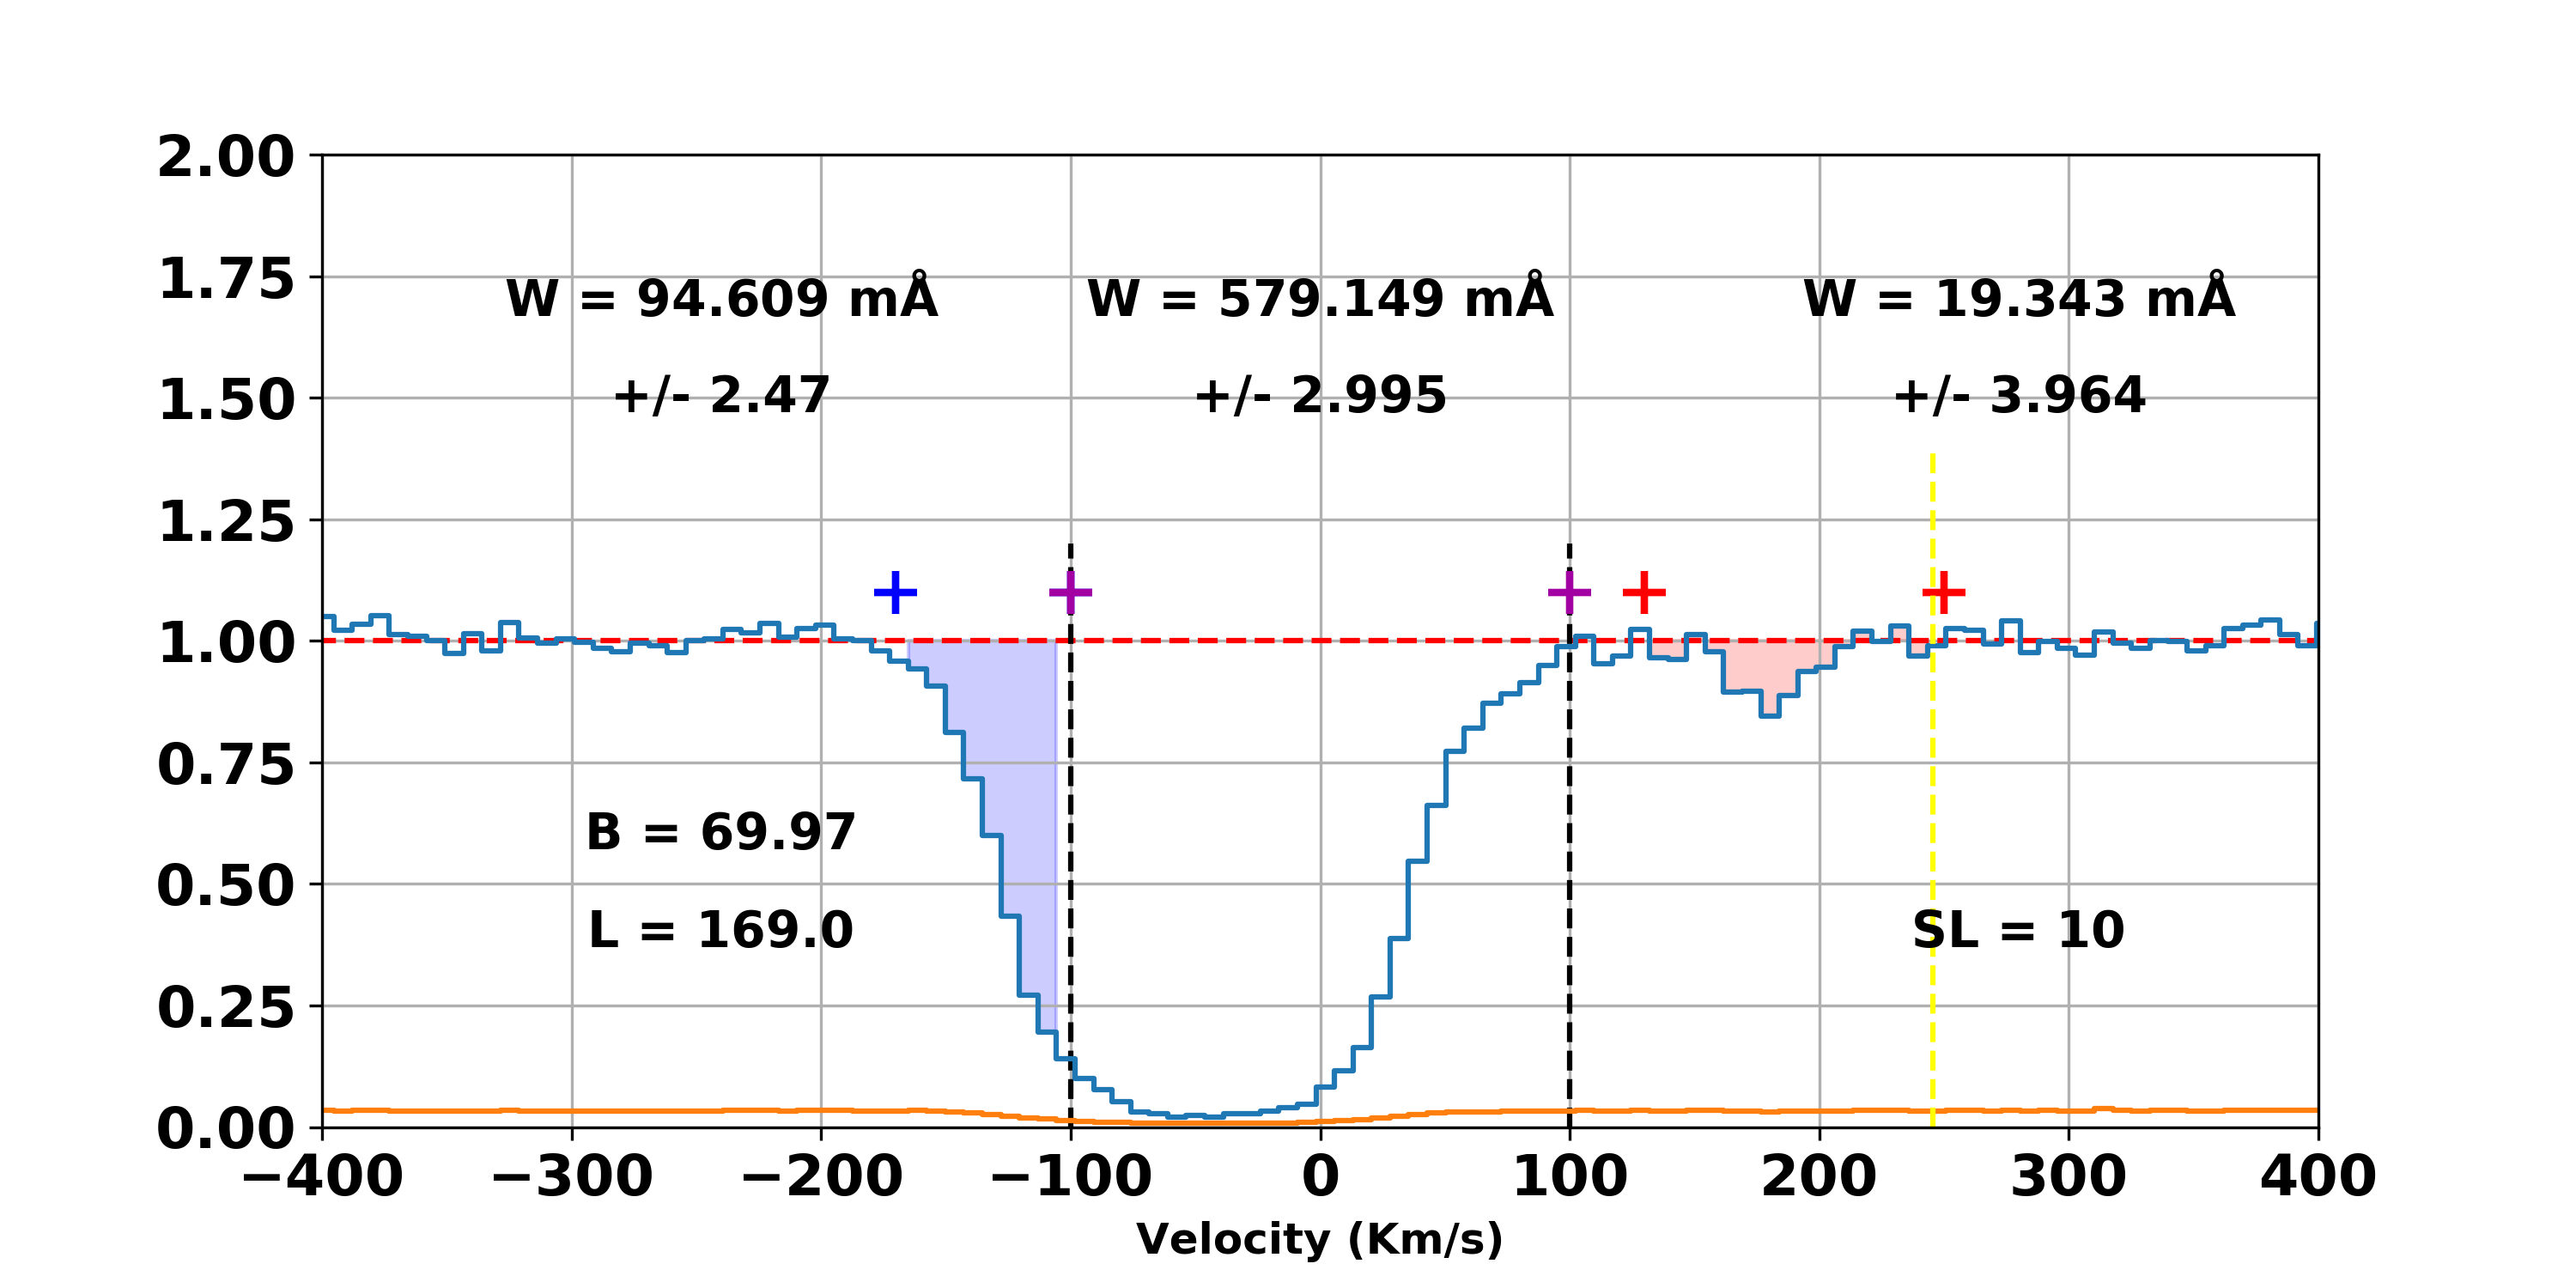 2.00
1.75
W = 94.609 mÅ W = 579.149 mÅ W = 19.343 mÅ
1.50
+/- 2.47 +/- 2.995 +/- 3.964
1.25
1.00
0.75
B = 69.97
0.50
L = 169.0 SL = 10
0.25
0.00
−400 −300 −200 −100 0 100 200 300 400
Velocity (Km/s)